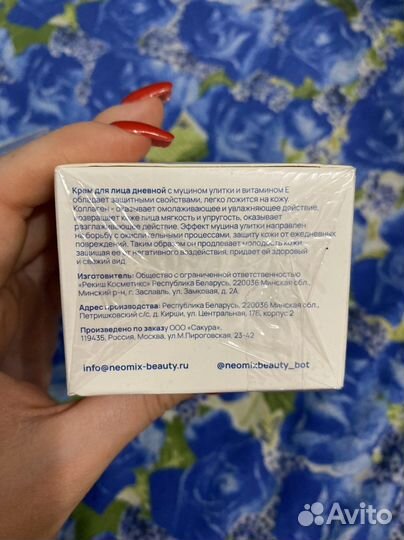 Крем для лица дневной с муцином улитки и витамином Е
обладает защитными свойствами, легко ложится на кожу.
Коллаген - оказывает омолаживающее и увлажняющее действие,
возвращает коже лица мягкость и упругость, оказывает
разглаживающее действие. Эффект муцина улитки направлен
на борьбу с окислительными процессами, защиту кожи от ежедневных
повреждений. Таким образом он продлевает молодость кожи,
защищая её от негативного воздействия, придает ей здоровый
и свежий вид.
Изготовитель: Общество с ограниченной ответственностью
«Рекиш Косметикс» Республика Беларусь, 220036 Минская обл.,
Минский р-н, г. Заславль, ул. Замковая, д. 2А.
Адрес производства: Республика Беларусь, 220036 Минская обл.,
Петришковский с/с, д. Кирши, ул. Центральная, 17Б, корпус 2
Произведено по заказу ООО «Сакура».
119435, Россия, Москва, ул.М.Пироговская, 23-42
info@neomix-beauty.ru @neomixbeauty_bot
Avito